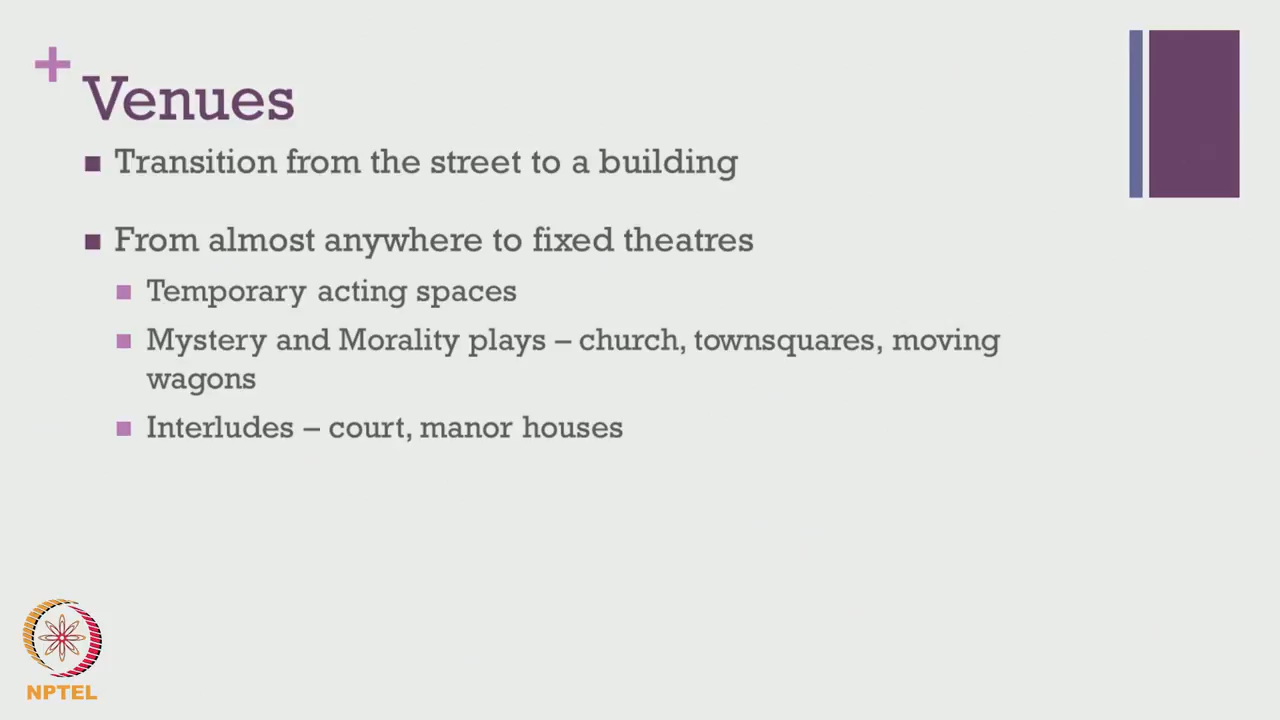 Venues
Transition from the street to a building
From almost anywhere to fixed theatres
Temporary acting spaces
Mystery and Morality plays – church, townsquares, moving
wagons
Interludes – court, manor houses
NPTEL